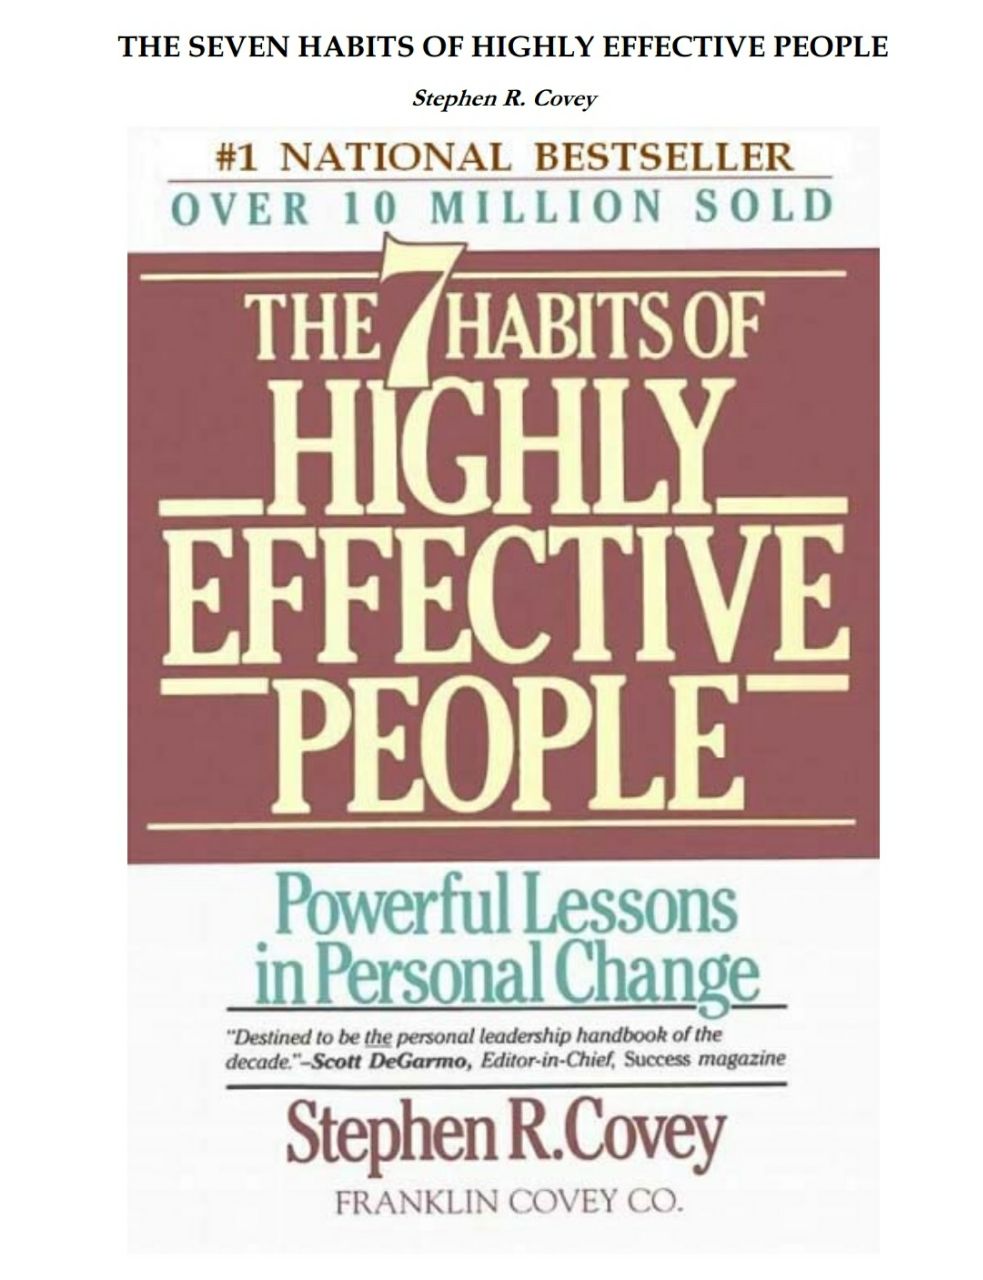 THE SEVEN HABITS OF HIGHLY EFFECTIVE PEOPLE
Stephen R. Covey
#1 NATIONAL BESTSELLER
OVER 10 MILLION SOLD
THE 7 HABITS OF
HIGHLY
EFFECTIVE
PEOPLE
Powerful Lessons
in Personal Change
"Destined to be the personal leadership handbook of the
decade."–Scott DeGarmo, Editor-in-Chief, Success magazine
Stephen R. Covey
FRANKLIN COVEY CO.